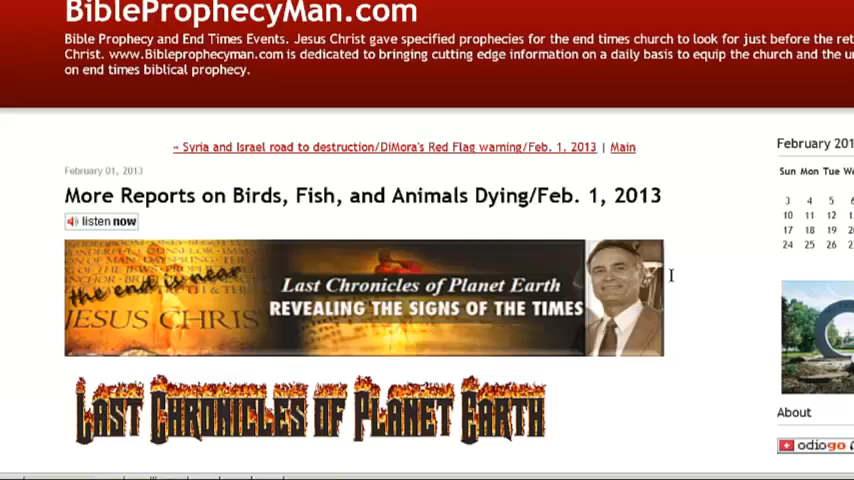 BibleProphecyMan.com
Bible Prophecy and End Times Events. Jesus Christ gave specified prophecies for the end times church to look for just before the ret
Christ. www.Bibleprophecyman.com is dedicated to bringing cutting edge information on a daily basis to equip the church and the un
on end times biblical prophecy.
« Syria and Israel road to destruction/DiMora's Red Flag warning/Feb. 1, 2013 | Main
February 201
Sun Mon Tue We
February 01, 2013
More Reports on Birds, Fish, and Animals Dying/Feb. 1, 2013
3 4 5 6
10 11 12
17 18 19
24 25 26
listen now
the end is near
JESUS CHRIS
Last Chronicles of Planet Earth
REVEALING THE SIGNS OF THE TIMES
LAST CHRONICLES OF PLANET EARTH
About
odiogo